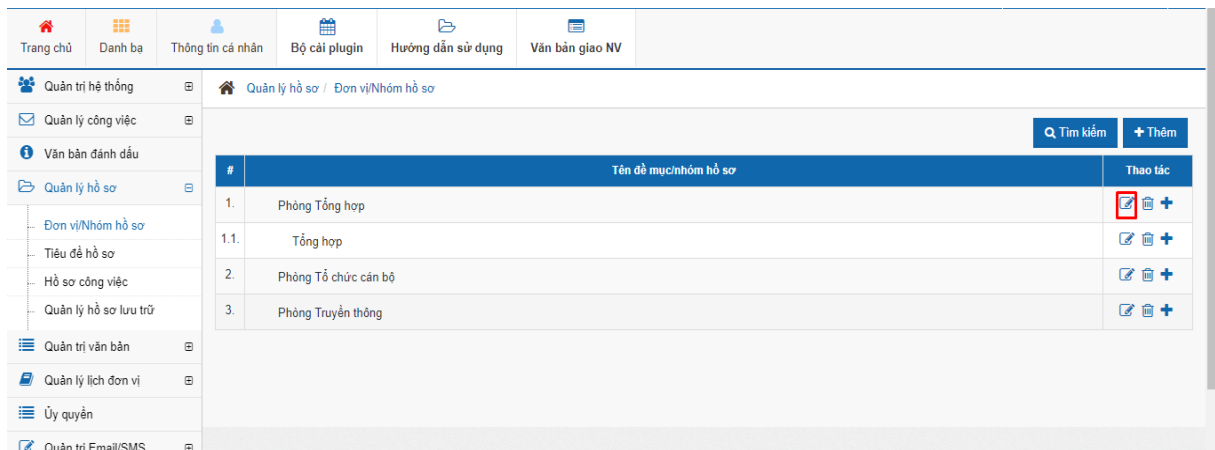 Trang chủ
Danh bạ
Thông tin cá nhân
Bộ cài plugin
Hướng dẫn sử dụng
Văn bản giao NV
Quản trị hệ thống
Quản lý công việc
Văn bản đánh dấu
Quản lý hồ sơ
Đơn vị/Nhóm hồ sơ
Tiêu đề hồ sơ
Hồ sơ công việc
Quản lý hồ sơ lưu trữ
Quản trị văn bản
Quản lý lịch đơn vị
Ủy quyền
Quản trị Email/SMS
Quản lý hồ sơ / Đơn vị/Nhóm hồ sơ
Tìm kiếm
Thêm
# Tên đề mục/nhóm hồ sơ Thao tác
1. Phòng Tổng hợp
1.1. Tổng hợp
2. Phòng Tổ chức cán bộ
3. Phòng Truyền thông